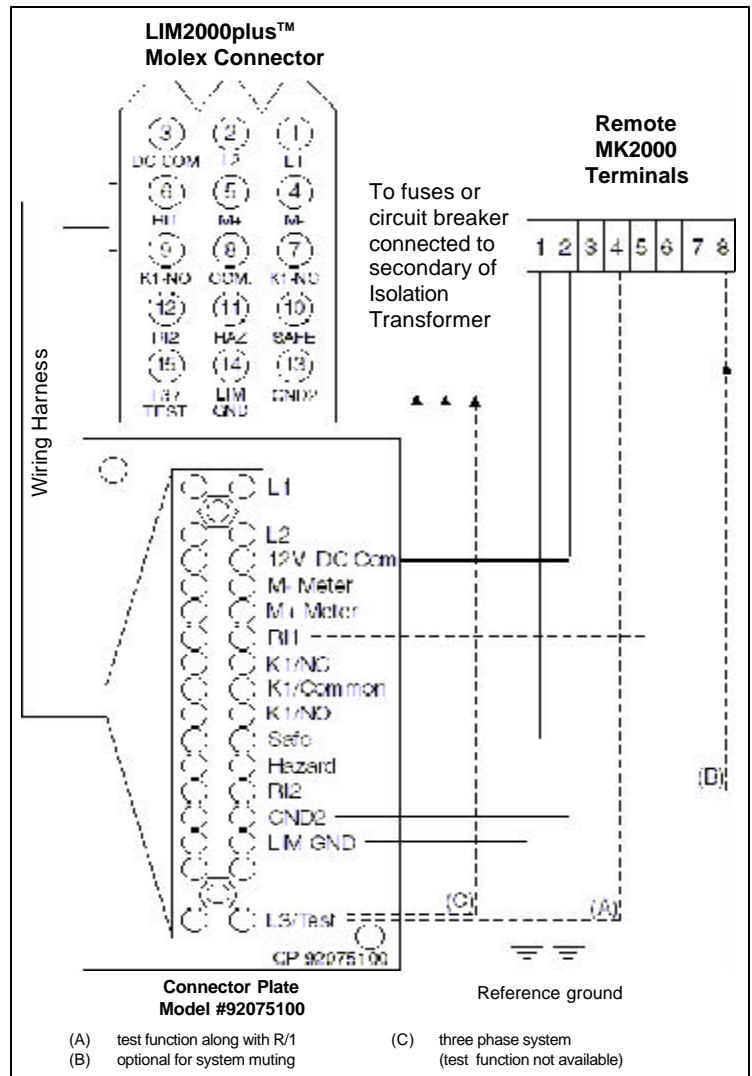 LIM2000plus™
Molex Connector
3 2 1
DC COM L2 L1
6 5 4
RI1 M+ M-
9 8 7
K1-NO COM. K1-NC
12 11 10
RI2 HAZ SAFE
15 14 13
L3/ TEST LIM GND GND2
Wiring Harness
To fuses or
circuit breaker
connected to
secondary of
Isolation
Transformer
Remote
MK2000
Terminals
1 2 3 4 5 6 7 8
L1
L2
12V DC Com
M- Meter
M+ Meter
RI1
K1/NC
K1/Common
K1/NO
Safe
Hazard
RI2
GND2
LIM GND
L3/Test
CP 92075100
(C)
(A)
(B)
Connector Plate
Model #92075100
Reference ground
(A) test function along with R/1
(B) optional for system muting
(C) three phase system
(test function not available)